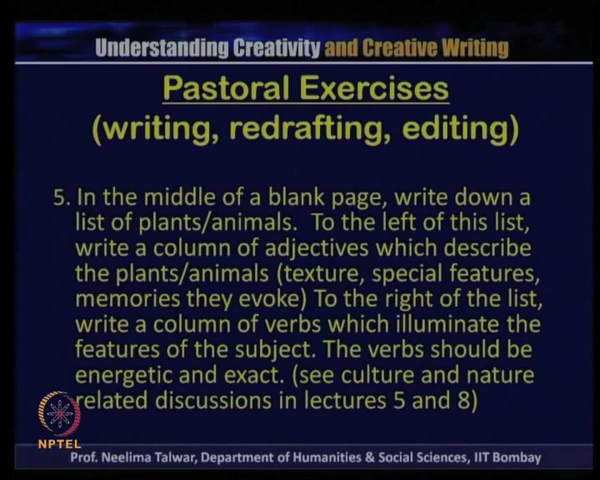 Understanding Creativity and Creative Writing
Pastoral Exercises
(writing, redrafting, editing)
5. In the middle of a blank page, write down a
list of plants/animals. To the left of this list,
write a column of adjectives which describe
the plants/animals (texture, special features,
memories they evoke) To the right of the list,
write a column of verbs which illuminate the
features of the subject. The verbs should be
energetic and exact. (see culture and nature
related discussions in lectures 5 and 8)
NPTEL
Prof. Neelima Talwar, Department of Humanities & Social Sciences, IIT Bombay